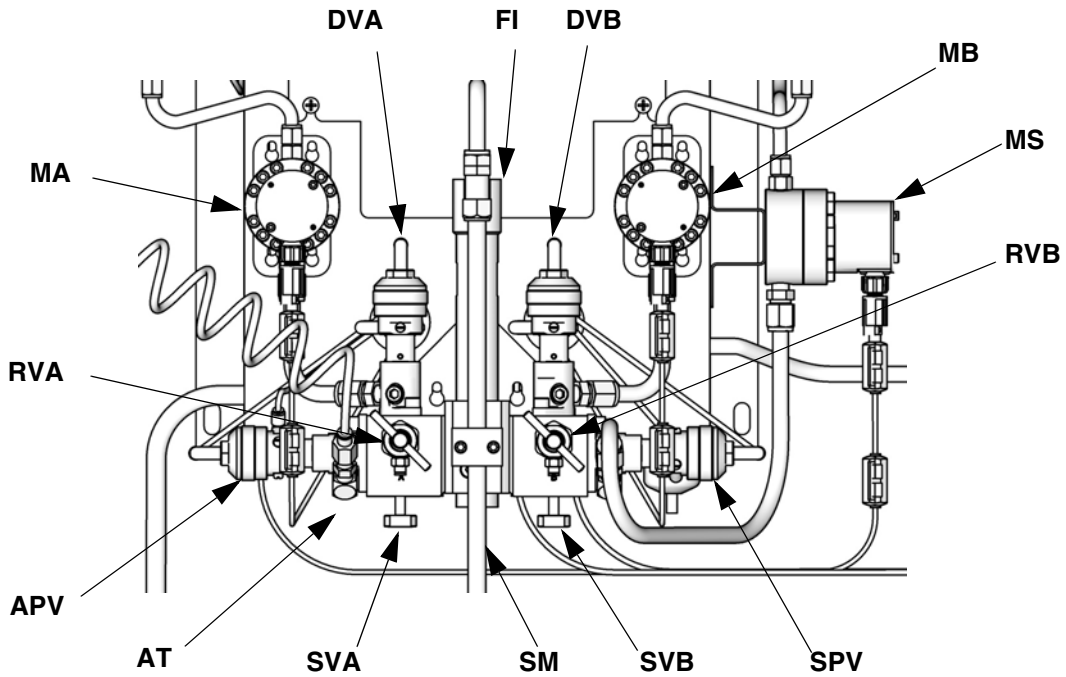 DVA FI DVB
MB
MS
MA
RVB
RVA
APV
AT SVA SM SVB SPV